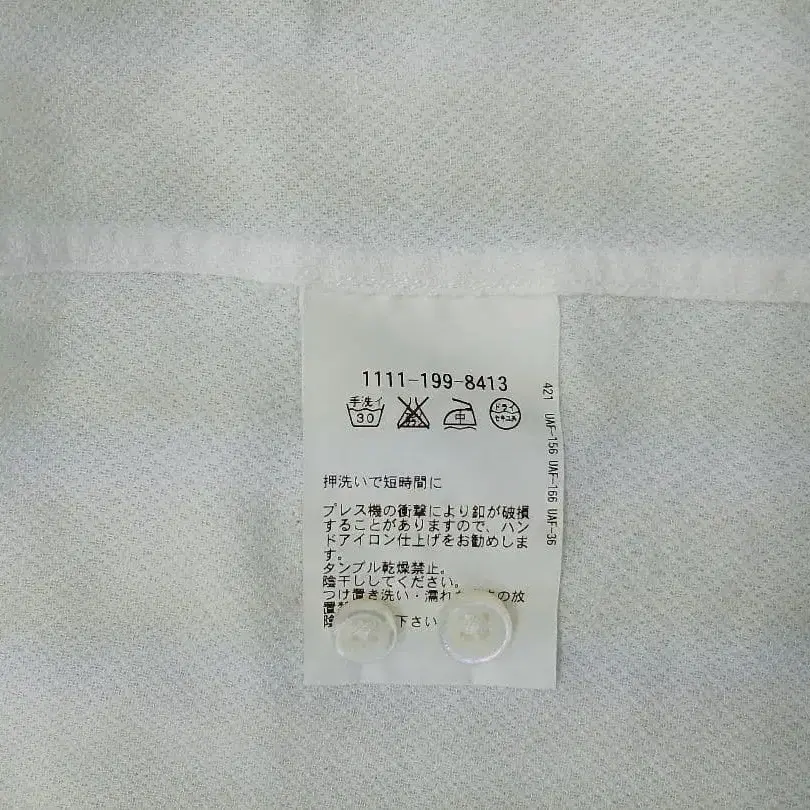 1111-199-8413
手洗イ
30
中
ドライ
セキユ系
421 UAF-156 UAF-166 UAF-36
押洗いで短時間に
プレス機の衝撃により釦が破損
することがありますので、ハン
ドアイロン仕上げをお勧めしま
す。
タンブル乾燥禁止。
陰干ししてください。
つけ置き洗い・濡れた の放
置
下さい